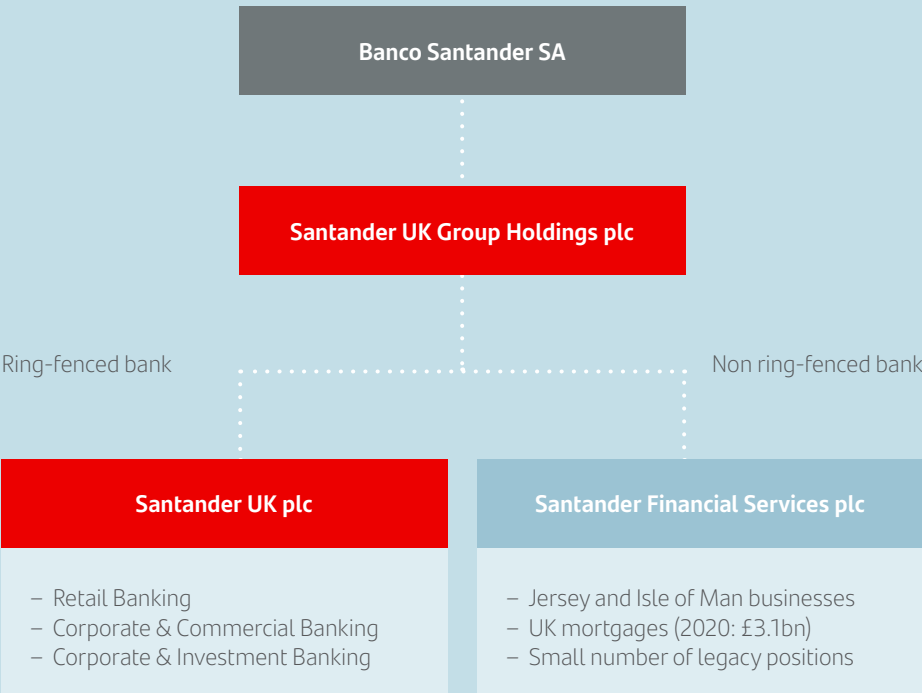 Banco Santander SA
Santander UK Group Holdings plc
Ring-fenced bank
Non ring-fenced bank
Santander UK plc
– Retail Banking
– Corporate & Commercial Banking
– Corporate & Investment Banking
Santander Financial Services plc
– Jersey and Isle of Man businesses
– UK mortgages (2020: £3.1bn)
– Small number of legacy positions